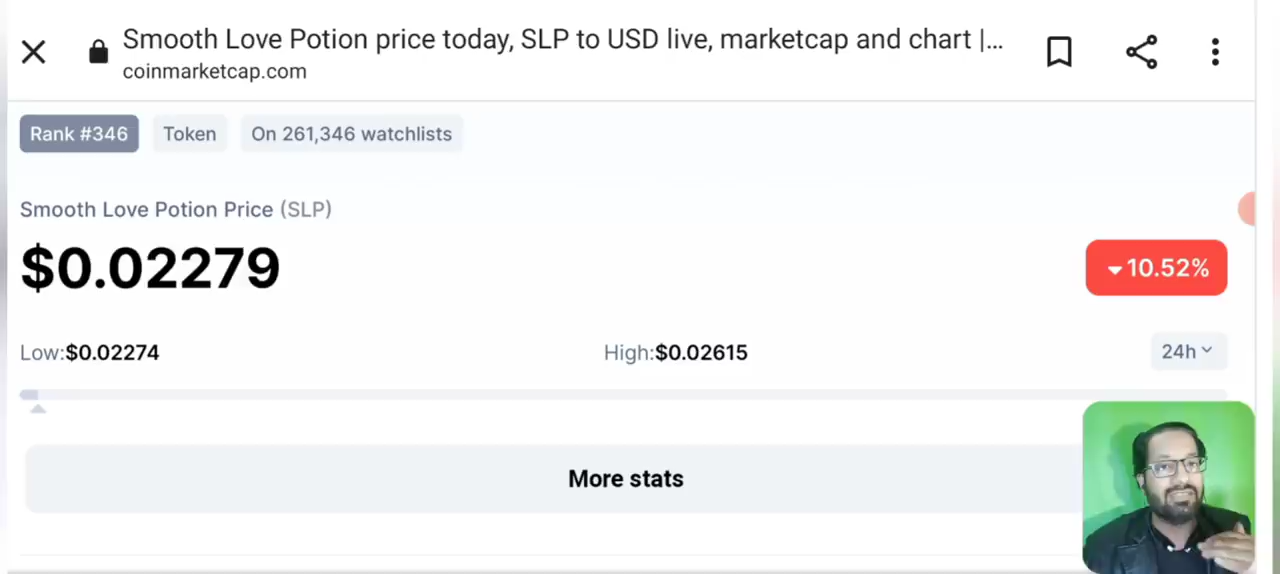 Smooth Love Potion price today, SLP to USD live, marketcap and chart |...
coinmarketcap.com
Rank #346 Token On 261,346 watchlists
Smooth Love Potion Price (SLP)
$0.02279 10.52%
Low:$0.02274 High:$0.02615 24h
More stats